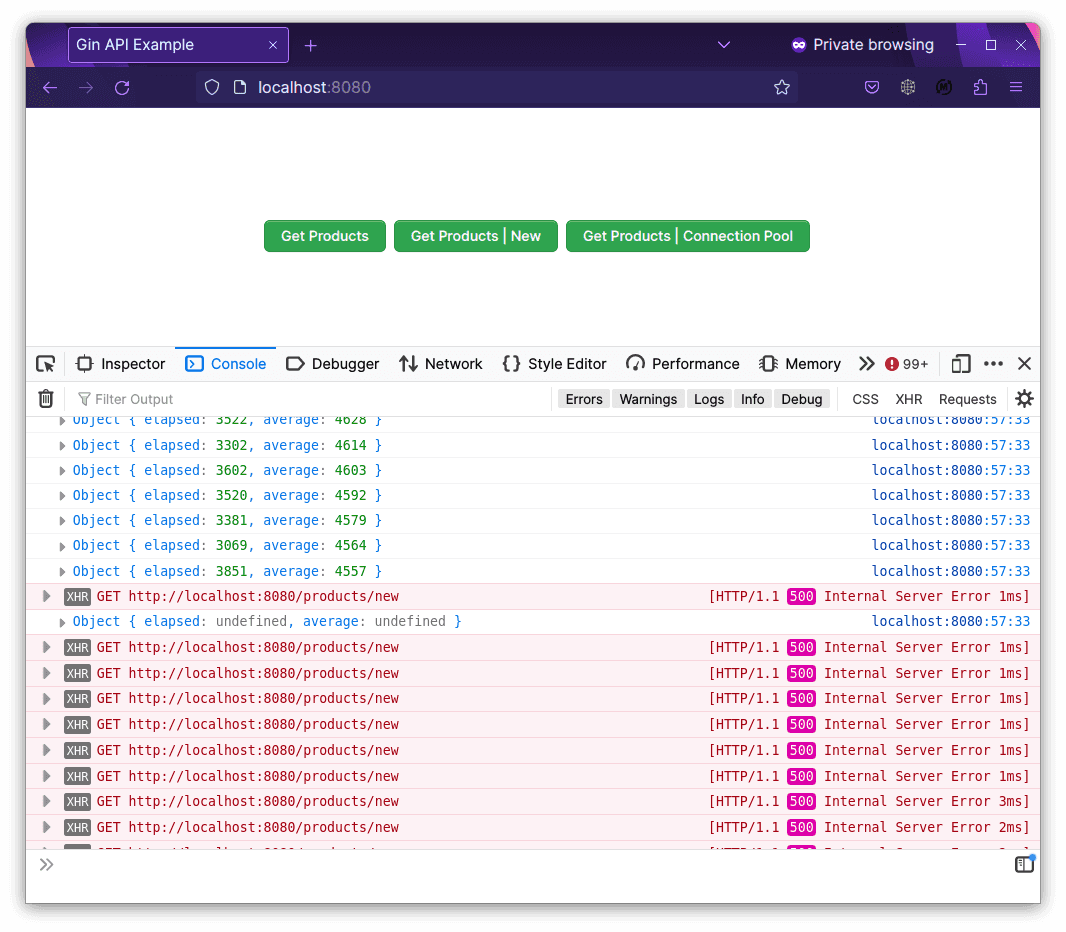 Gin API Example
Private browsing
localhost:8080
Get Products
Get Products | New
Get Products | Connection Pool
Inspector Console Debugger Network Style Editor Performance Memory 99+
Filter Output Errors Warnings Logs Info Debug CSS XHR Requests
Object { elapsed: 3522, average: 4628 } localhost:8080:57:33
Object { elapsed: 3302, average: 4614 } localhost:8080:57:33
Object { elapsed: 3602, average: 4603 } localhost:8080:57:33
Object { elapsed: 3520, average: 4592 } localhost:8080:57:33
Object { elapsed: 3381, average: 4579 } localhost:8080:57:33
Object { elapsed: 3069, average: 4564 } localhost:8080:57:33
Object { elapsed: 3851, average: 4557 } localhost:8080:57:33
XHR GET http://localhost:8080/products/new [HTTP/1.1 500 Internal Server Error 1ms]
Object { elapsed: undefined, average: undefined } localhost:8080:57:33
XHR GET http://localhost:8080/products/new [HTTP/1.1 500 Internal Server Error 1ms]
XHR GET http://localhost:8080/products/new [HTTP/1.1 500 Internal Server Error 1ms]
XHR GET http://localhost:8080/products/new [HTTP/1.1 500 Internal Server Error 1ms]
XHR GET http://localhost:8080/products/new [HTTP/1.1 500 Internal Server Error 1ms]
XHR GET http://localhost:8080/products/new [HTTP/1.1 500 Internal Server Error 1ms]
XHR GET http://localhost:8080/products/new [HTTP/1.1 500 Internal Server Error 1ms]
XHR GET http://localhost:8080/products/new [HTTP/1.1 500 Internal Server Error 3ms]
XHR GET http://localhost:8080/products/new [HTTP/1.1 500 Internal Server Error 2ms]